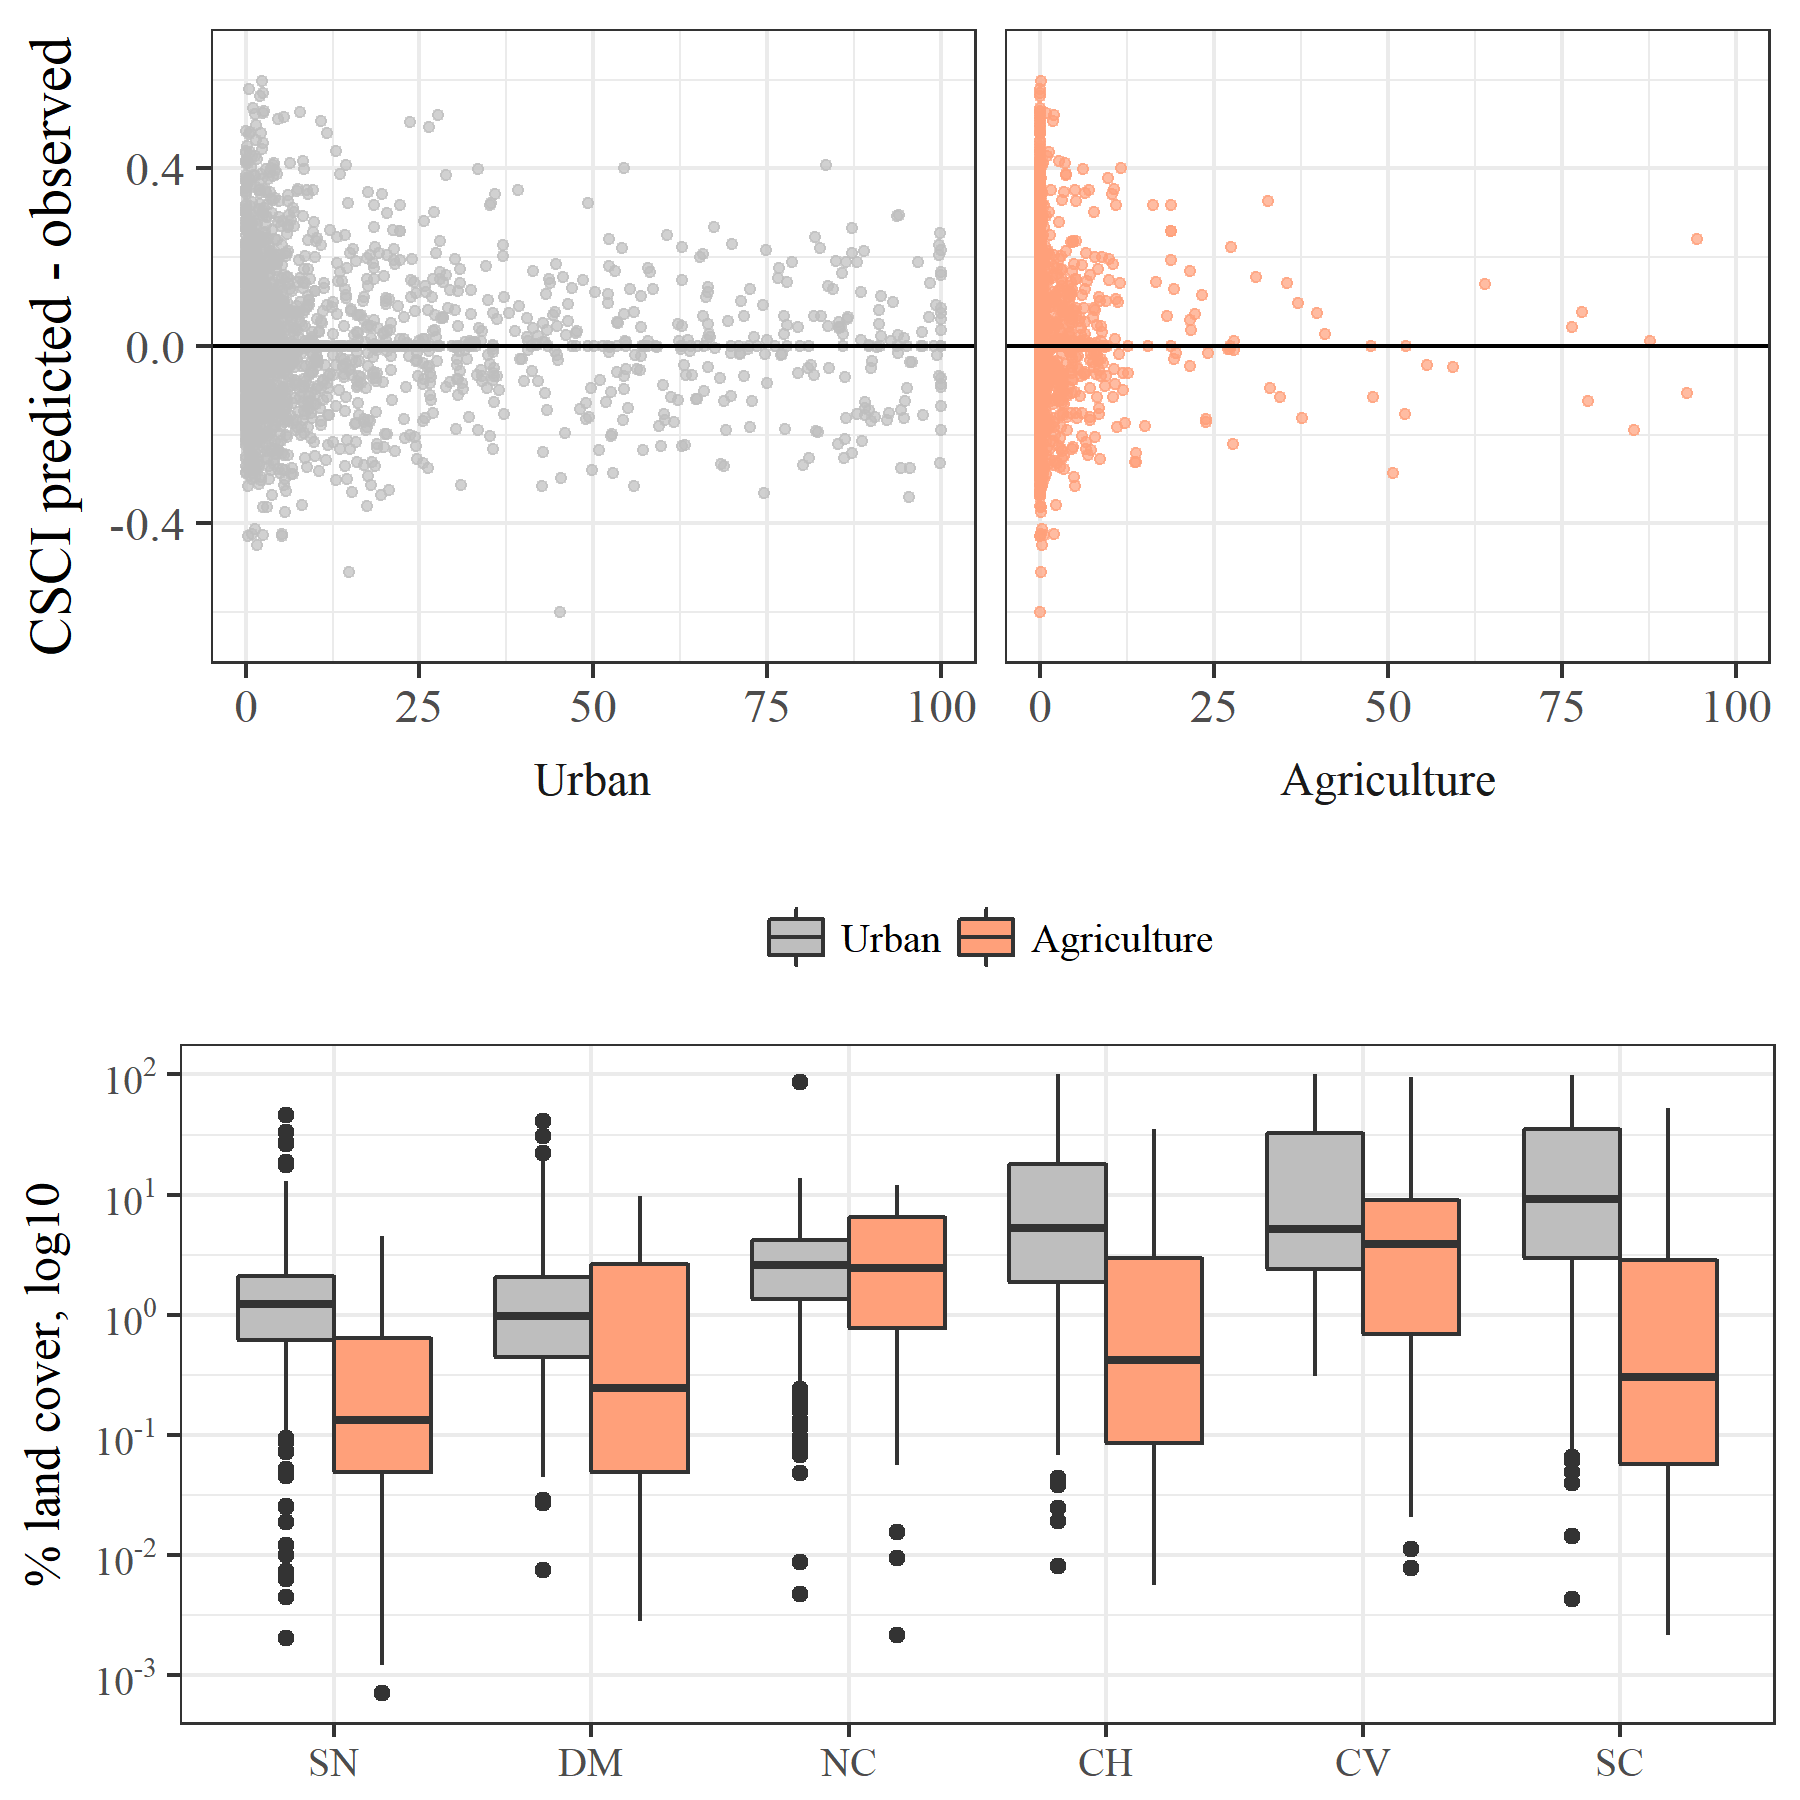 CSCI predicted - observed
0.4
0.0
-0.4
0 25 50 75 100
0 25 50 75 100
Urban
Agriculture
Urban Agriculture
% land cover, log10
10²
10¹
10⁰
10⁻¹
10⁻²
10⁻³
SN DM NC CH CV SC